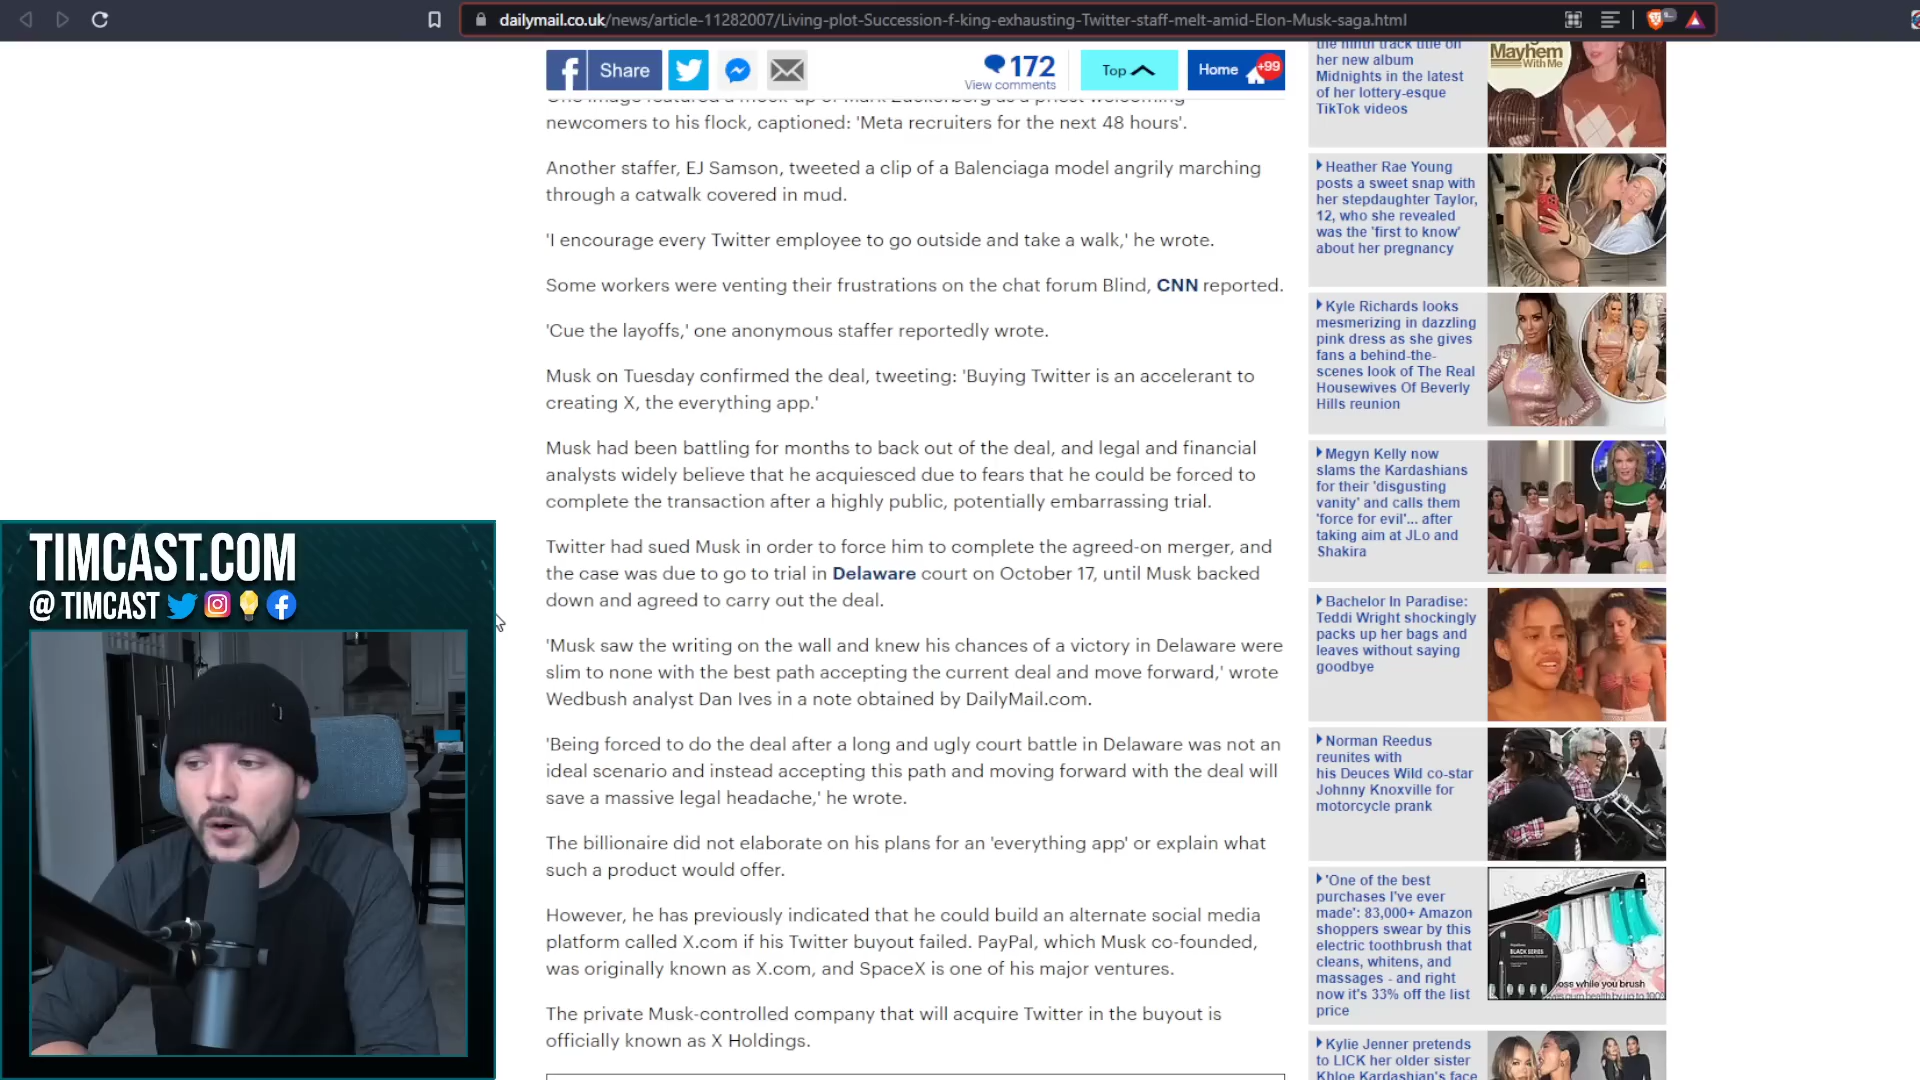 dailymail.co.uk/news/article-11282007/Living-plot-Succession-f-king-exhausting-Twitter-staff-melt-amid-Elon-Musk-saga.html
Share
172
View comments
Top
Home
+99
newcomers to his flock, captioned: 'Meta recruiters for the next 48 hours'.
Another staffer, EJ Samson, tweeted a clip of a Balenciaga model angrily marching
through a catwalk covered in mud.
'I encourage every Twitter employee to go outside and take a walk,' he wrote.
Some workers were venting their frustrations on the chat forum Blind, CNN reported.
'Cue the layoffs,' one anonymous staffer reportedly wrote.
Musk on Tuesday confirmed the deal, tweeting: 'Buying Twitter is an accelerant to
creating X, the everything app.'
Musk had been battling for months to back out of the deal, and legal and financial
analysts widely believe that he acquiesced due to fears that he could be forced to
complete the transaction after a highly public, potentially embarrassing trial.
Twitter had sued Musk in order to force him to complete the agreed-on merger, and
the case was due to go to trial in Delaware court on October 17, until Musk backed
down and agreed to carry out the deal.
'Musk saw the writing on the wall and knew his chances of a victory in Delaware were
slim to none with the best path accepting the current deal and move forward,' wrote
Wedbush analyst Dan Ives in a note obtained by DailyMail.com.
'Being forced to do the deal after a long and ugly court battle in Delaware was not an
ideal scenario and instead accepting this path and moving forward with the deal will
save a massive legal headache,' he wrote.
The billionaire did not elaborate on his plans for an 'everything app' or explain what
such a product would offer.
However, he has previously indicated that he could build an alternate social media
platform called X.com if his Twitter buyout failed. PayPal, which Musk co-founded,
was originally known as X.com, and SpaceX is one of his major ventures.
The private Musk-controlled company that will acquire Twitter in the buyout is
officially known as X Holdings.
the ninth track title on
her new album
Midnights in the latest
of her lottery-esque
TikTok videos
Mayhem
With Me
Heather Rae Young
posts a sweet snap with
her stepdaughter Taylor,
12, who she revealed
was the 'first to know'
about her pregnancy
Kyle Richards looks
mesmerizing in dazzling
pink dress as she gives
fans a behind-the-
scenes look of The Real
Housewives Of Beverly
Hills reunion
Megyn Kelly now
slams the Kardashians
for their 'disgusting
vanity' and calls them
'force for evil'... after
taking aim at JLo and
Shakira
Bachelor In Paradise:
Teddi Wright shockingly
packs up her bags and
leaves without saying
goodbye
Norman Reedus
reunites with
his Deuces Wild co-star
Johnny Knoxville for
motorcycle prank
'One of the best
purchases I've ever
made': 83,000+ Amazon
shoppers swear by this
electric toothbrush that
cleans, whitens, and
massages - and right
now it's 33% off the list
price
BLACK SERIES
oss while you brush
Kylie Jenner pretends
to LICK her older sister
Khloe Kardashian's face
TIMCAST.COM
@ TIMCAST